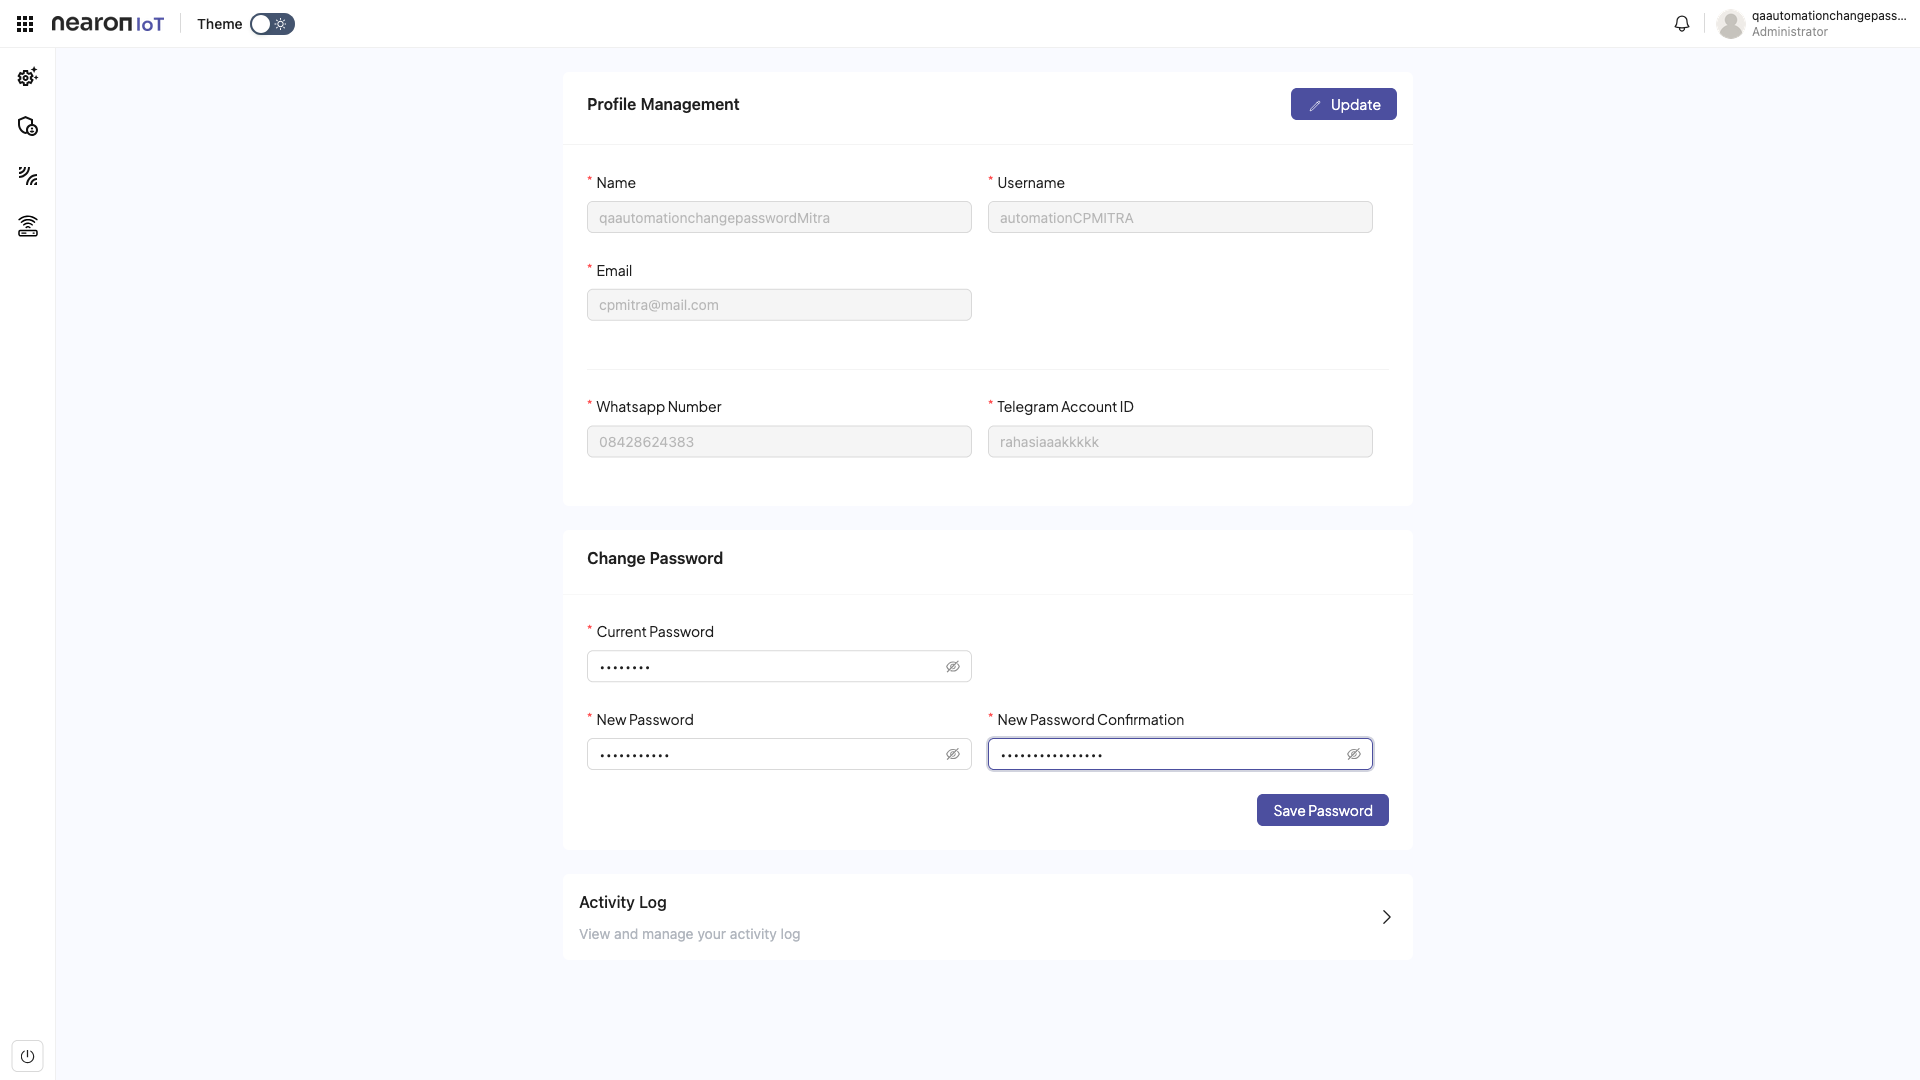 nearon IoT
Theme
qaautomationchangepass...
Administrator
Profile Management
Update
* Name
* Username
qaautomationchangepasswordMitra
automationCPMITRA
* Email
cpmitra@mail.com
* Whatsapp Number
* Telegram Account ID
08428624383
rahasiaaakkkkk
Change Password
* Current Password
••••••••
* New Password
* New Password Confirmation
•••••••••••
••••••••••••••••
Save Password
Activity Log
View and manage your activity log